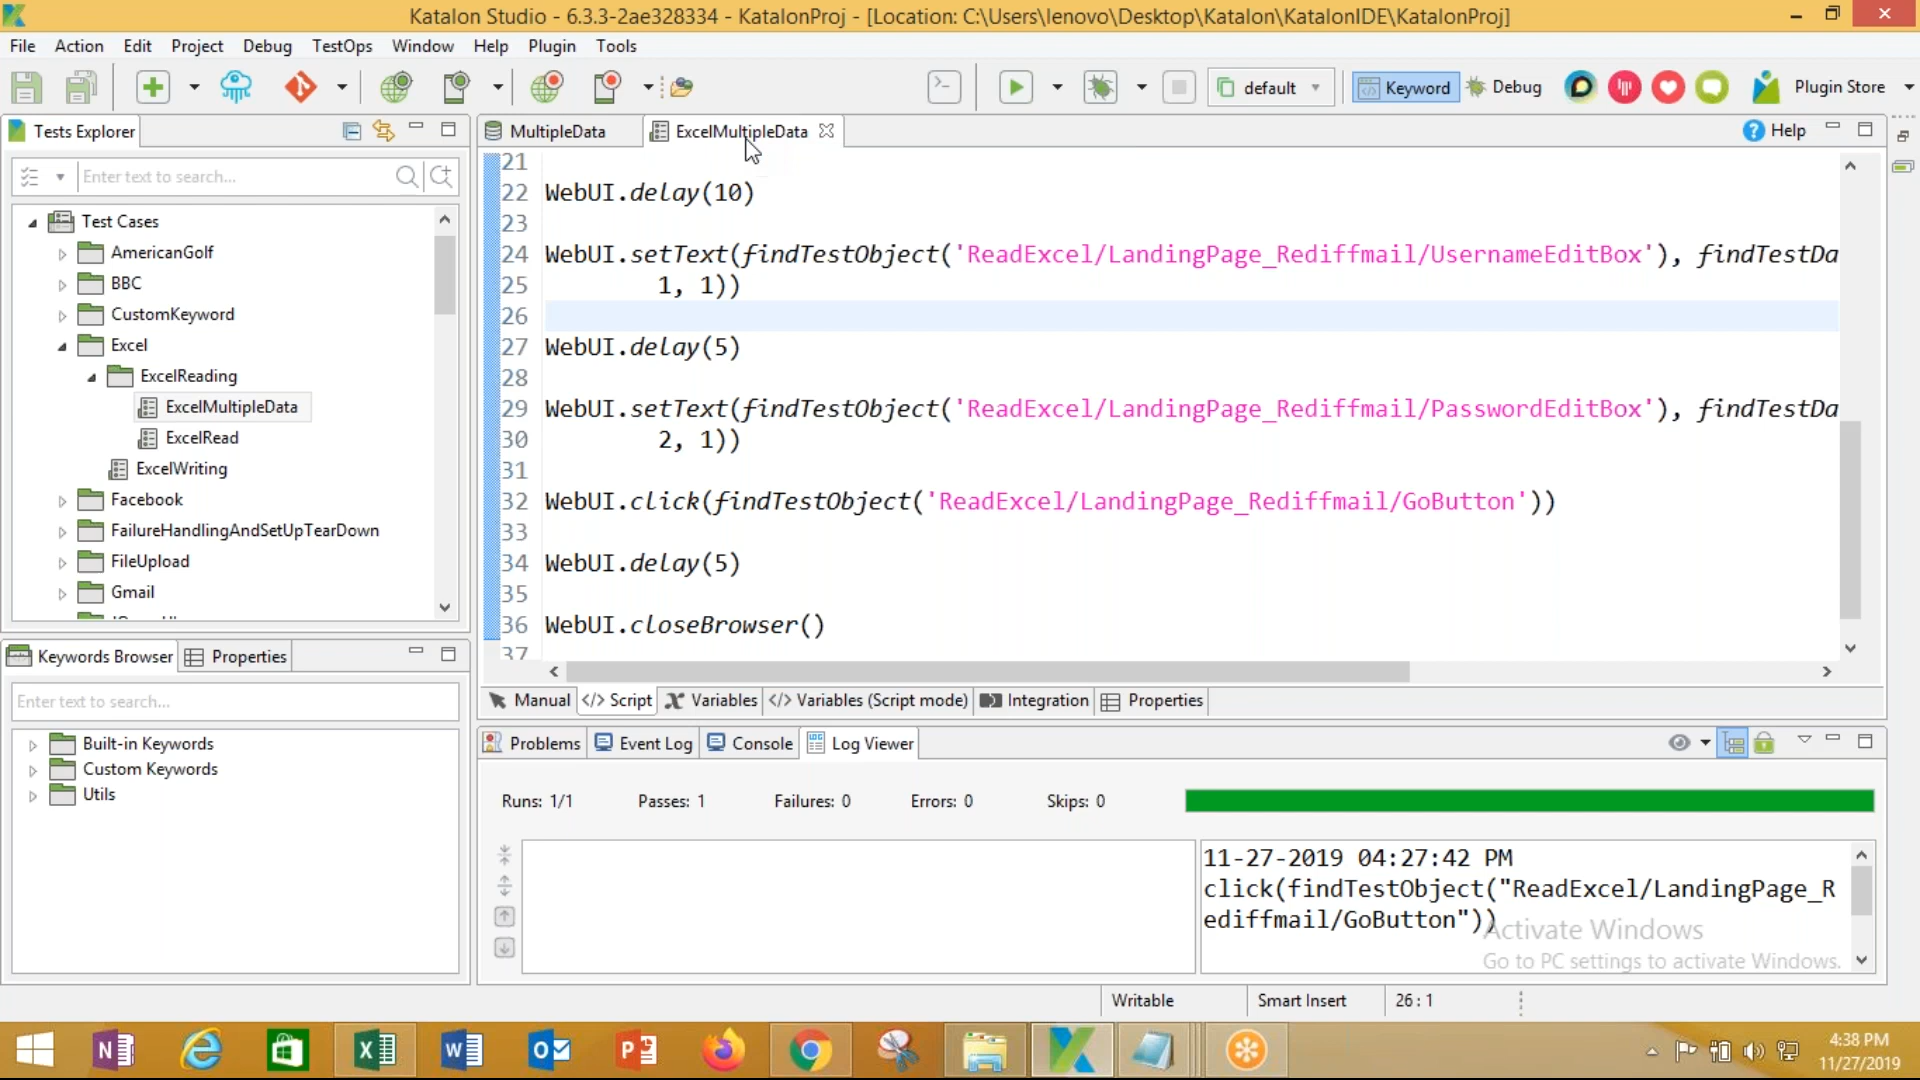 Katalon Studio - 6.3.3-2ae328334 - KatalonProj - [Location: C:\Users\lenovo\Desktop\Katalon\KatalonIDE\KatalonProj]
File Action Edit Project Debug TestOps Window Help Plugin Tools
default Keyword Debug Plugin Store
Tests Explorer
Enter text to search...
Test Cases
AmericanGolf
BBC
CustomKeyword
Excel
ExcelReading
ExcelMultipleData
ExcelRead
ExcelWriting
Facebook
FailureHandlingAndSetUpTearDown
FileUpload
Gmail
Keywords Browser Properties
Enter text to search...
Built-in Keywords
Custom Keywords
Utils
MultipleData ExcelMultipleData Help
21
22 WebUI.delay(10)
23
24 WebUI.setText(findTestObject('ReadExcel/LandingPage_Rediffmail/UsernameEditBox'), findTestDa
25 1, 1))
26
27 WebUI.delay(5)
28
29 WebUI.setText(findTestObject('ReadExcel/LandingPage_Rediffmail/PasswordEditBox'), findTestDa
30 2, 1))
31
32 WebUI.click(findTestObject('ReadExcel/LandingPage_Rediffmail/GoButton'))
33
34 WebUI.delay(5)
35
36 WebUI.closeBrowser()
37
Manual </> Script Variables </> Variables (Script mode) Integration Properties
Problems Event Log Console Log Viewer
Runs: 1/1 Passes: 1 Failures: 0 Errors: 0 Skips: 0
11-27-2019 04:27:42 PM
click(findTestObject("ReadExcel/LandingPage_R
ediffmail/GoButton"))
Activate Windows
Go to PC settings to activate Windows.
Writable Smart Insert 26 : 1
4:38 PM
11/27/2019